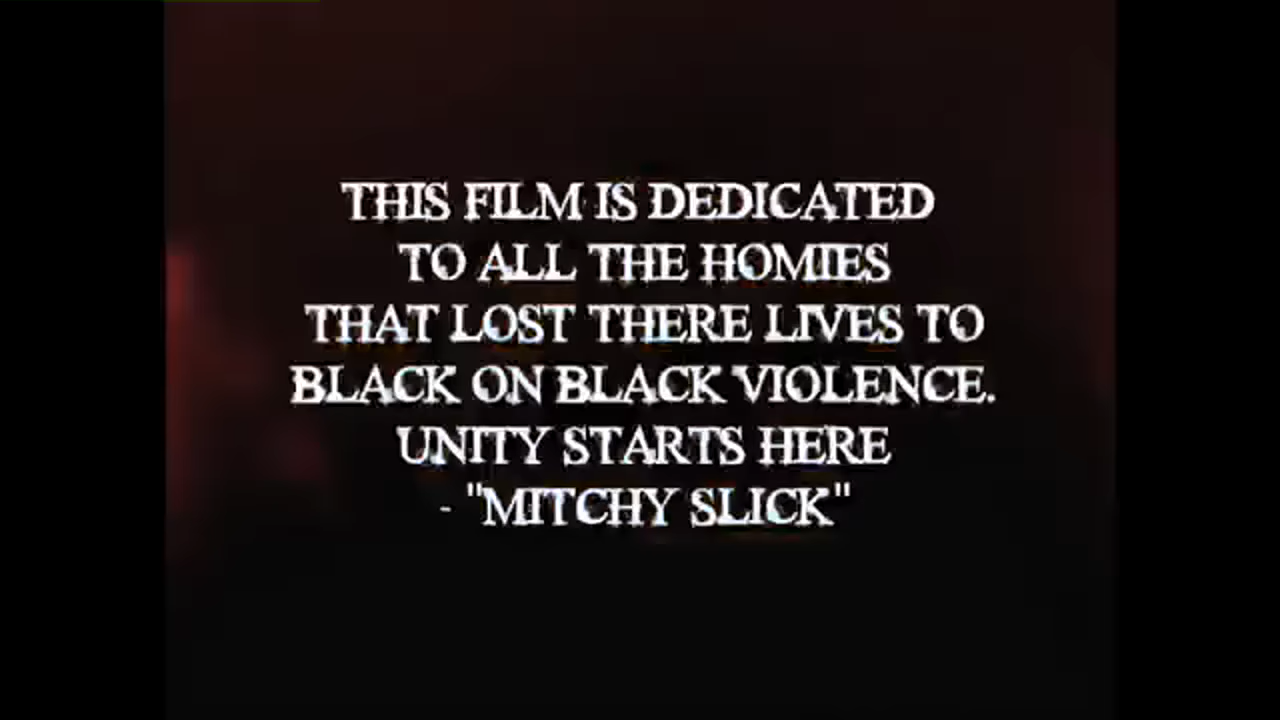 THIS FILM IS DEDICATED
TO ALL THE HOMIES
THAT LOST THERE LIVES TO
BLACK ON BLACK VIOLENCE.
UNITY STARTS HERE
- "MITCHY SLICK"